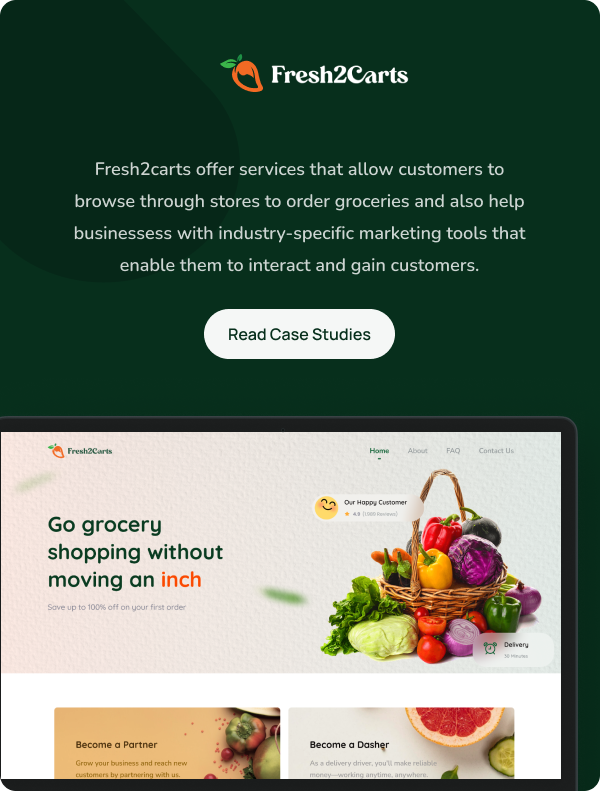 Fresh2Carts
Fresh2carts offer services that allow customers to
browse through stores to order groceries and also help
businessess with industry-specific marketing tools that
enable them to interact and gain customers.
Read Case Studies
Fresh2Carts
Home About FAQ Contact Us
Our Happy Customer
4.9 (1000 Reviews)
Go grocery
shopping without
moving an inch
Save up to 100% off on your first order
Delivery
30 Minutes
Become a Partner
Grow your business and reach new
customers by partnering with us.
Become a Dasher
As a delivery driver, you'll make reliable
money—working anytime, anywhere.